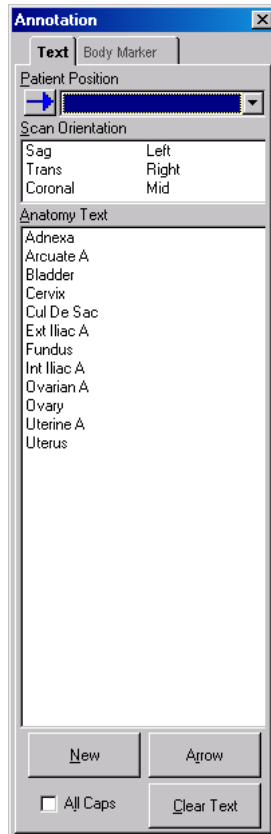 Annotation
Text Body Marker
Patient Position
Scan Orientation
Sag Left
Trans Right
Coronal Mid
Anatomy Text
Adnexa
Arcuate A
Bladder
Cervix
Cul De Sac
Ext Iliac A
Fundus
Int Iliac A
Ovarian A
Ovary
Uterine A
Uterus
New Arrow
All Caps Clear Text